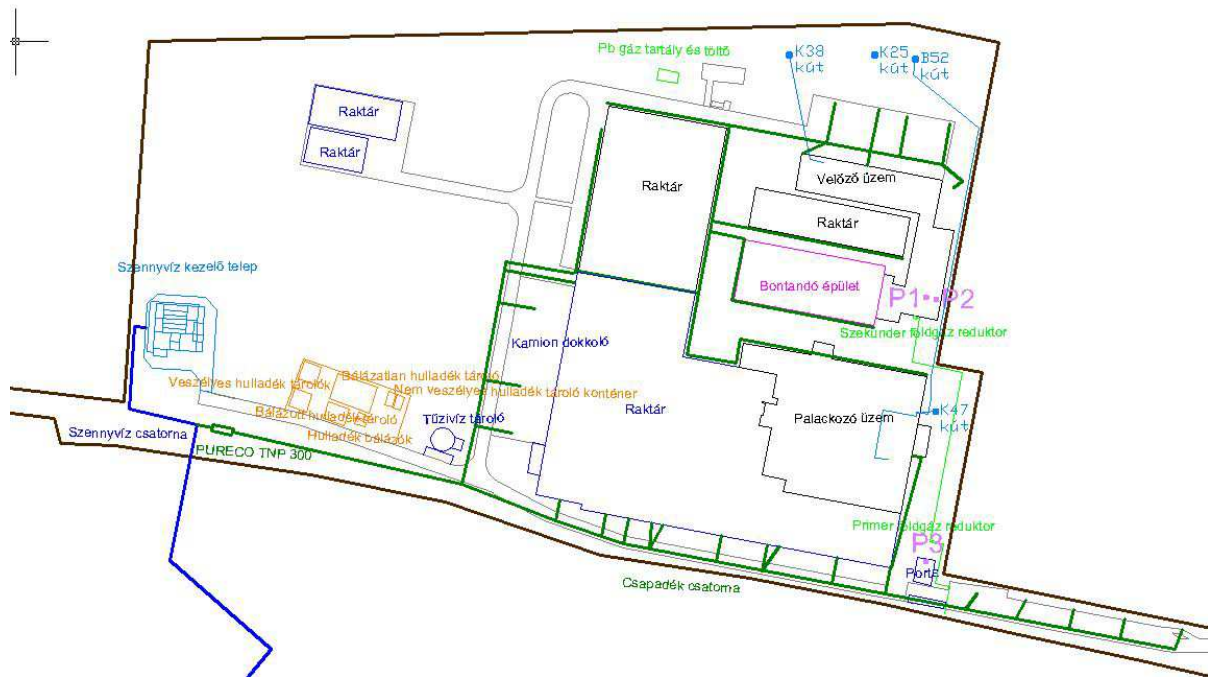 Pb gáz tartály és töltő
K38
kút
K25
kút
B52
kút
Raktár
Raktár
Raktár
Velőző üzem
Raktár
Szennyvíz kezelő telep
Bontandó épület
P1
P2
Szekunder földgáz reduktor
Kamion dokkoló
Bálázatlan hulladék tároló
Veszélyes hulladék tárolók
Nem veszélyes hulladék tároló konténer
Bálázott hulladék tároló
Tűzivíz tároló
Raktár
Palackozó üzem
K47
kút
Hulladék bálázók
Szennyvíz csatorna
PURECO TNP 300
Primer földgáz reduktor
P3
Porta
Csapadék csatorna